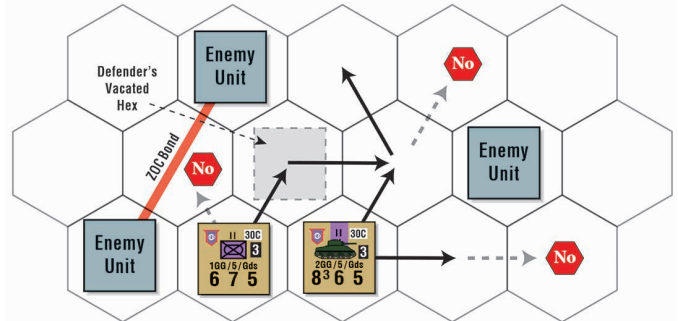 Enemy
Unit
No
Defender's
Vacated
Hex
ZOC Bond
No
Enemy
Unit
Enemy
Unit
II 30C
3
1GG/5/Gds
6 7 5
II 30C
3
2GG/5/Gds
8³ 6 5
No